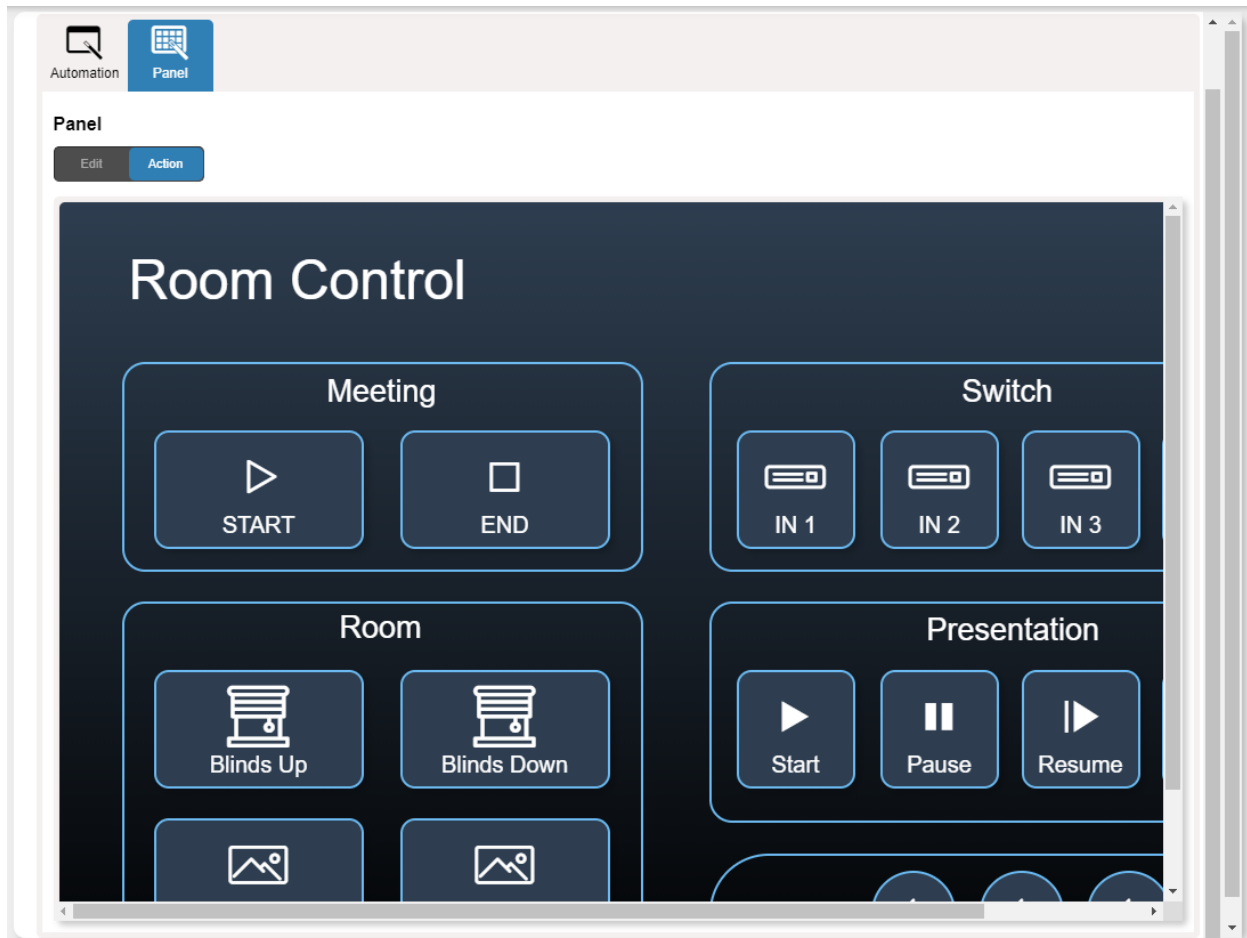 Automation
Panel
Panel
Edit
Action
Room Control
Meeting
START
END
Switch
IN 1
IN 2
IN 3
Room
Blinds Up
Blinds Down
Presentation
Start
Pause
Resume